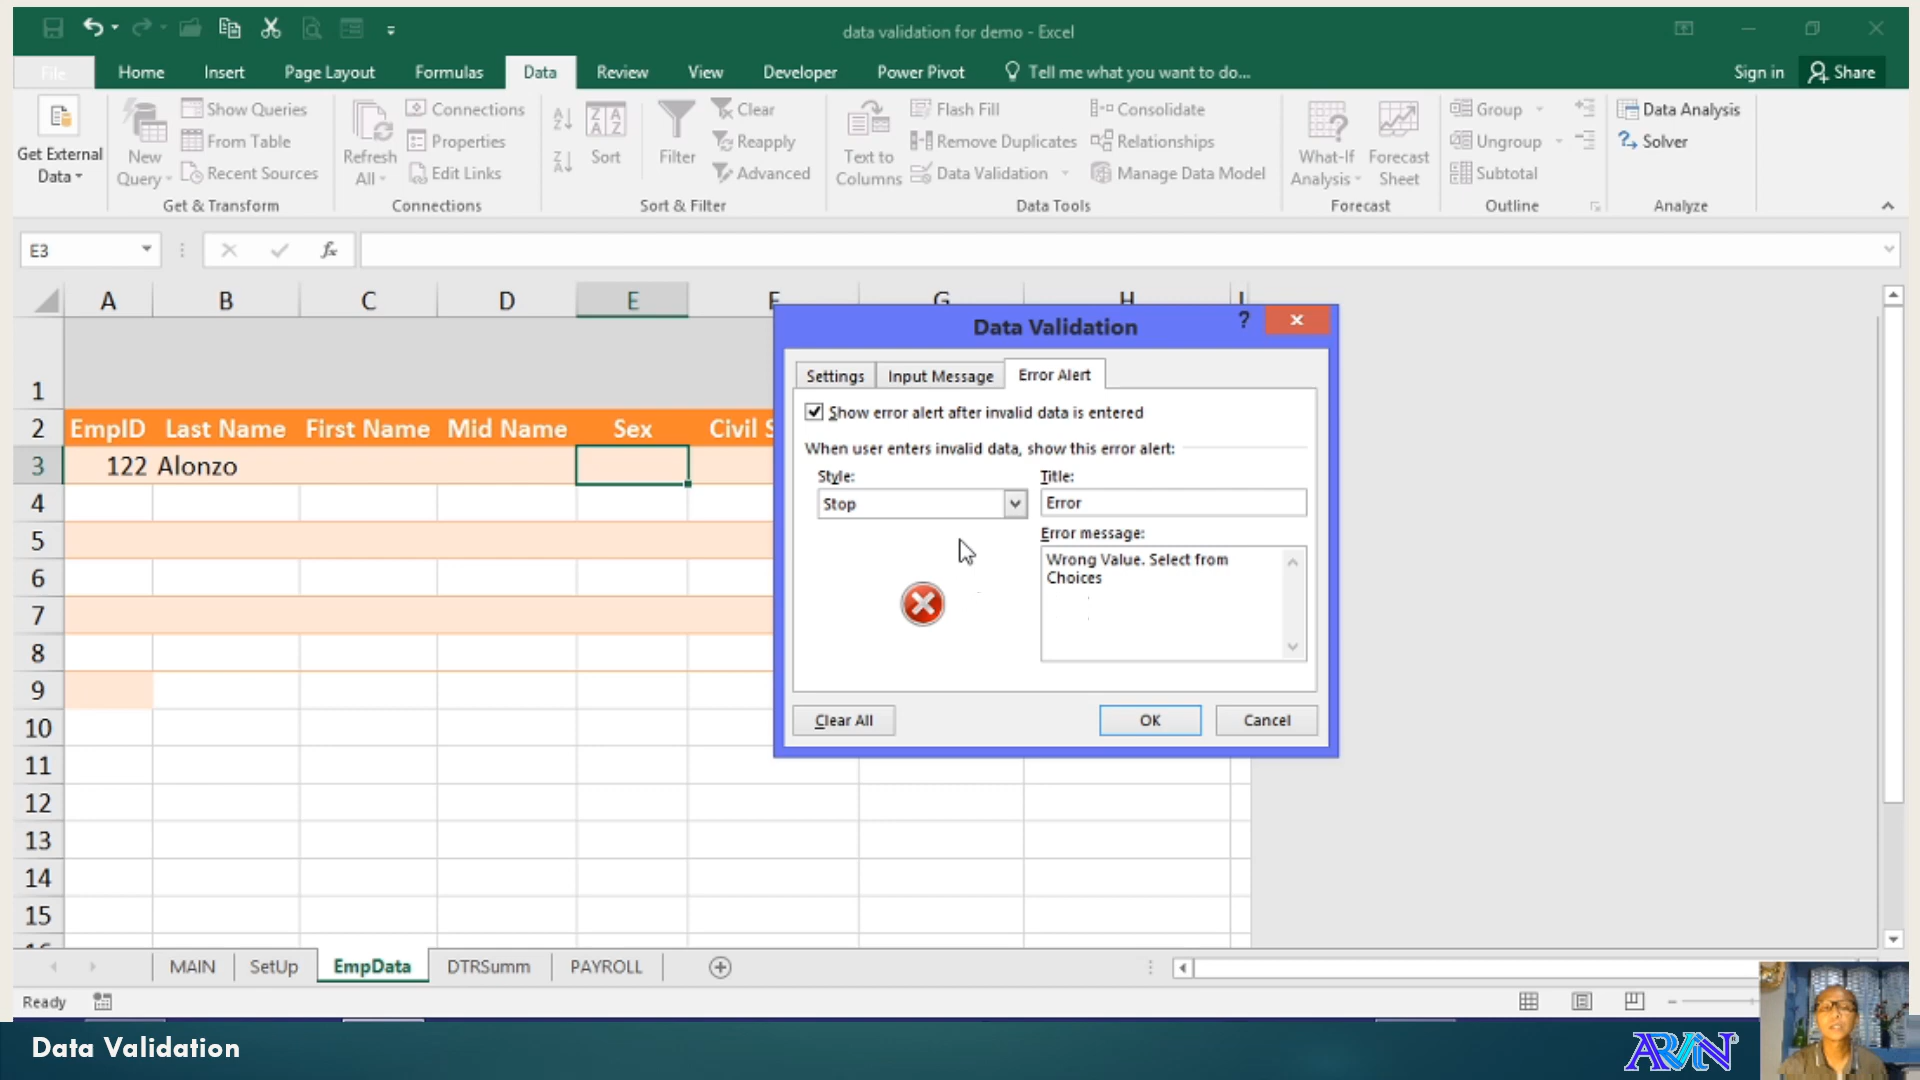 data validation for demo - Excel
File Home Insert Page Layout Formulas Data Review View Developer Power Pivot Tell me what you want to do... Sign in Share
Get External Data
New Query
Show Queries
From Table
Recent Sources
Get & Transform
Refresh All
Connections
Properties
Edit Links
Connections
Sort
Filter
Clear
Reapply
Advanced
Sort & Filter
Text to Columns
Flash Fill
Remove Duplicates
Data Validation
Consolidate
Relationships
Manage Data Model
Data Tools
What-If Analysis
Forecast Sheet
Forecast
Group
Ungroup
Subtotal
Outline
Data Analysis
Solver
Analyze
E3
fx
A B C D E F G H I
1
2 EmpID Last Name First Name Mid Name Sex Civil S
3 122 Alonzo
4
5
6
7
8
9
10
11
12
13
14
15
16
Data Validation
?
Settings Input Message Error Alert
Show error alert after invalid data is entered
When user enters invalid data, show this error alert:
Style: Title:
Stop Error
Error message:
Wrong Value. Select from
Choices
Clear All OK Cancel
MAIN SetUp EmpData DTRSumm PAYROLL
Ready
Data Validation
ARVIN